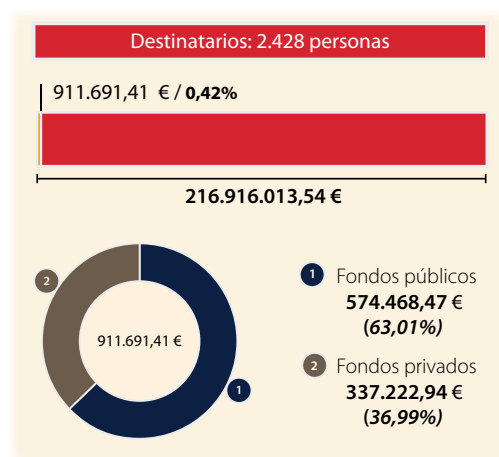 Destinatarios: 2.428 personas
911.691,41 € / 0,42%
216.916.013,54 €
2
911.691,41 €
1
1 Fondos públicos
574.468,47 €
(63,01%)
2 Fondos privados
337.222,94 €
(36,99%)